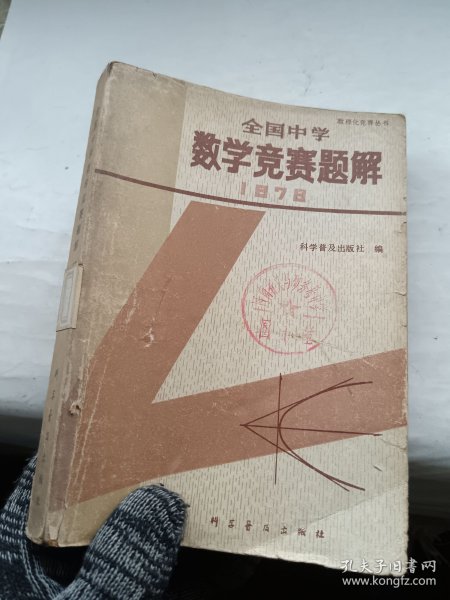 数理化竞赛丛书
全国中学
数学竞赛题解
1978
科学普及出版社 编
科学普及出版社
孔夫子旧书网
www.kongfz.com